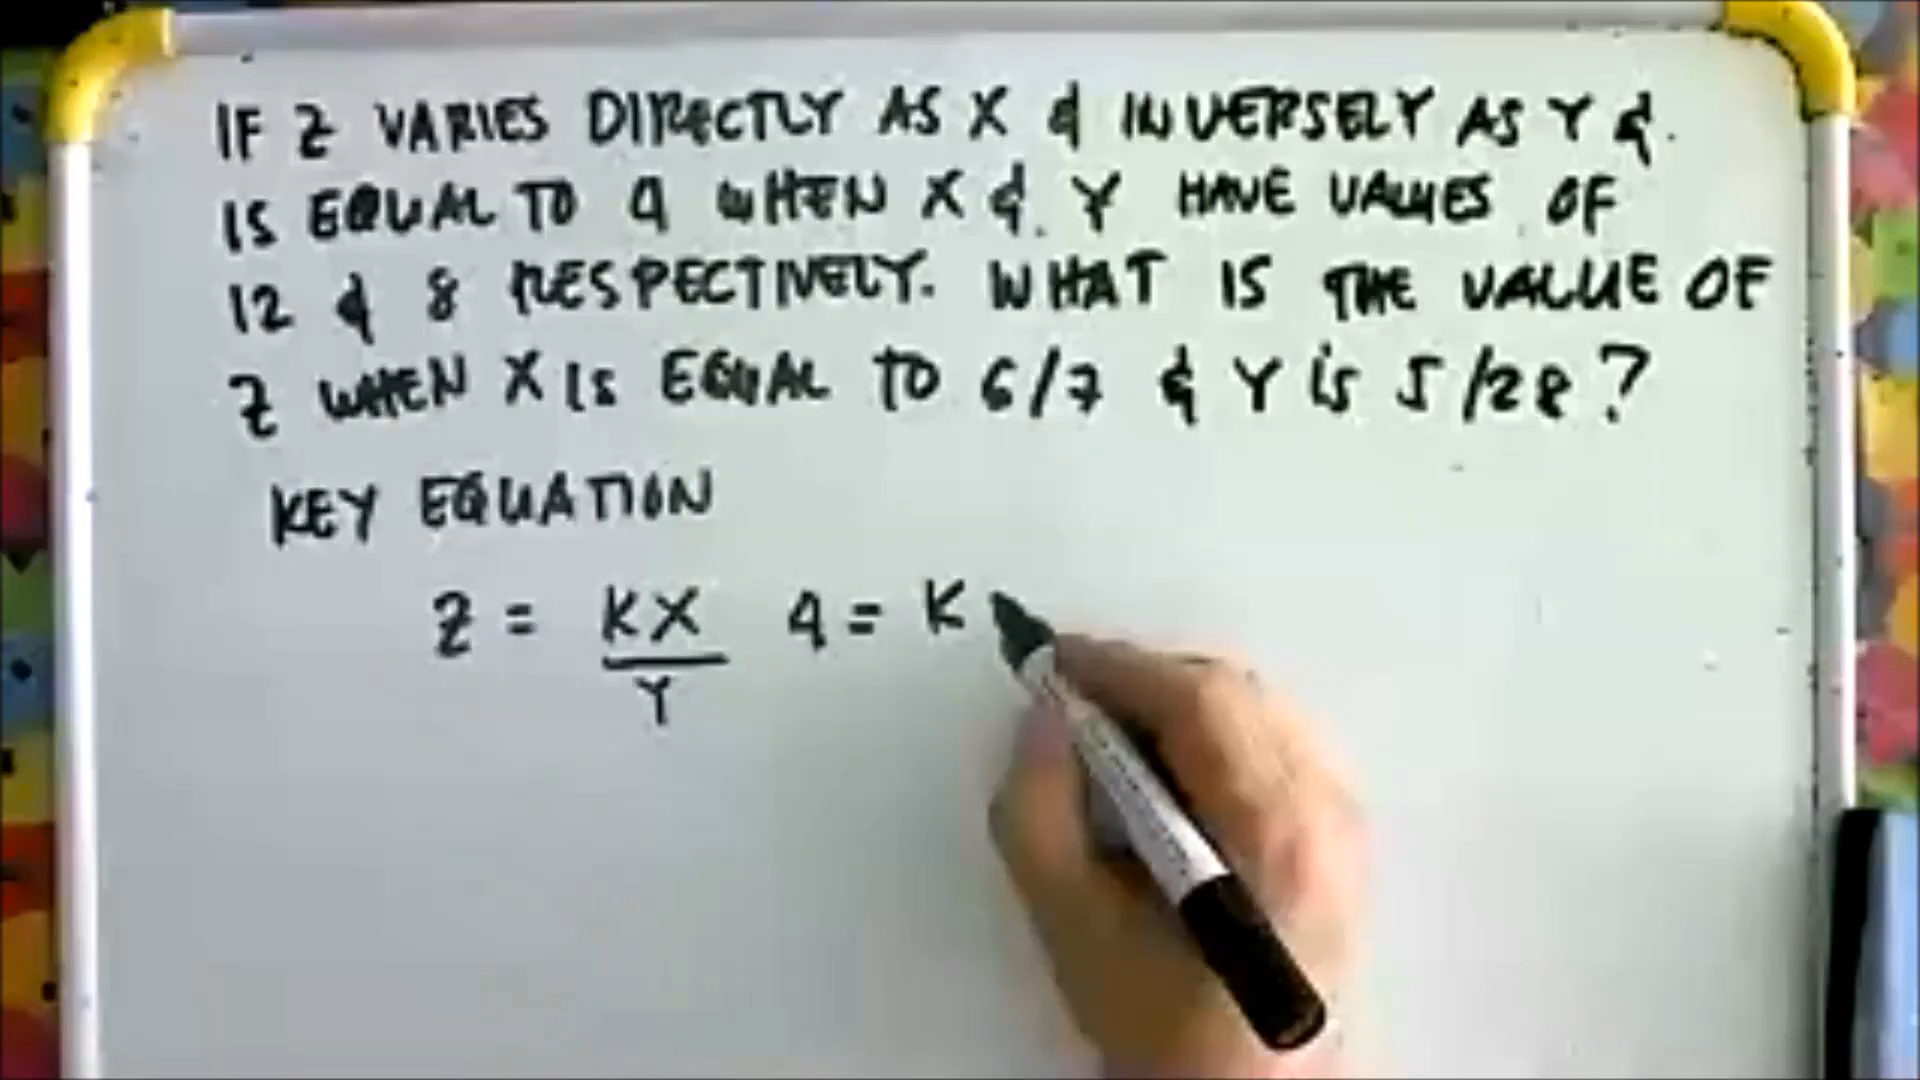 IF Z VARIES DIRECTLY AS X & INVERSELY AS Y &
IS EQUAL TO 9 WHEN X & Y HAVE VALUES OF
12 & 8 RESPECTIVELY. WHAT IS THE VALUE OF
Z WHEN X IS EQUAL TO 6/7 & Y is 5/28?
KEY EQUATION
Z = KX 9 = K
Y